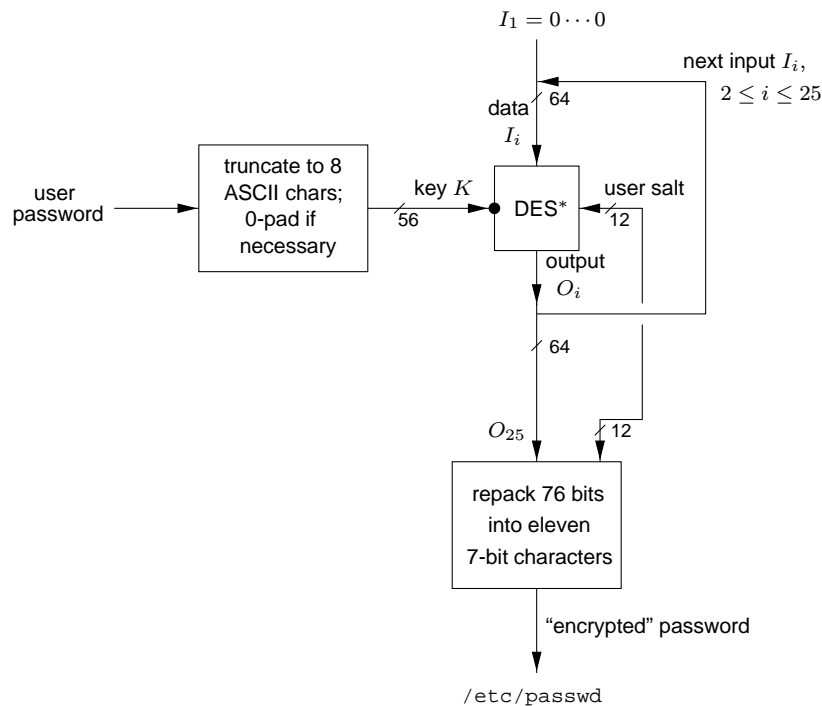 I₁ = 0 ··· 0
next input Iᵢ,
2 ≤ i ≤ 25
64
data
Iᵢ
truncate to 8
ASCII chars;
0-pad if
necessary
user
password
key K
56
DES*
user salt
12
output
Oᵢ
64
O₂₅
12
repack 76 bits
into eleven
7-bit characters
“encrypted” password
/etc/passwd